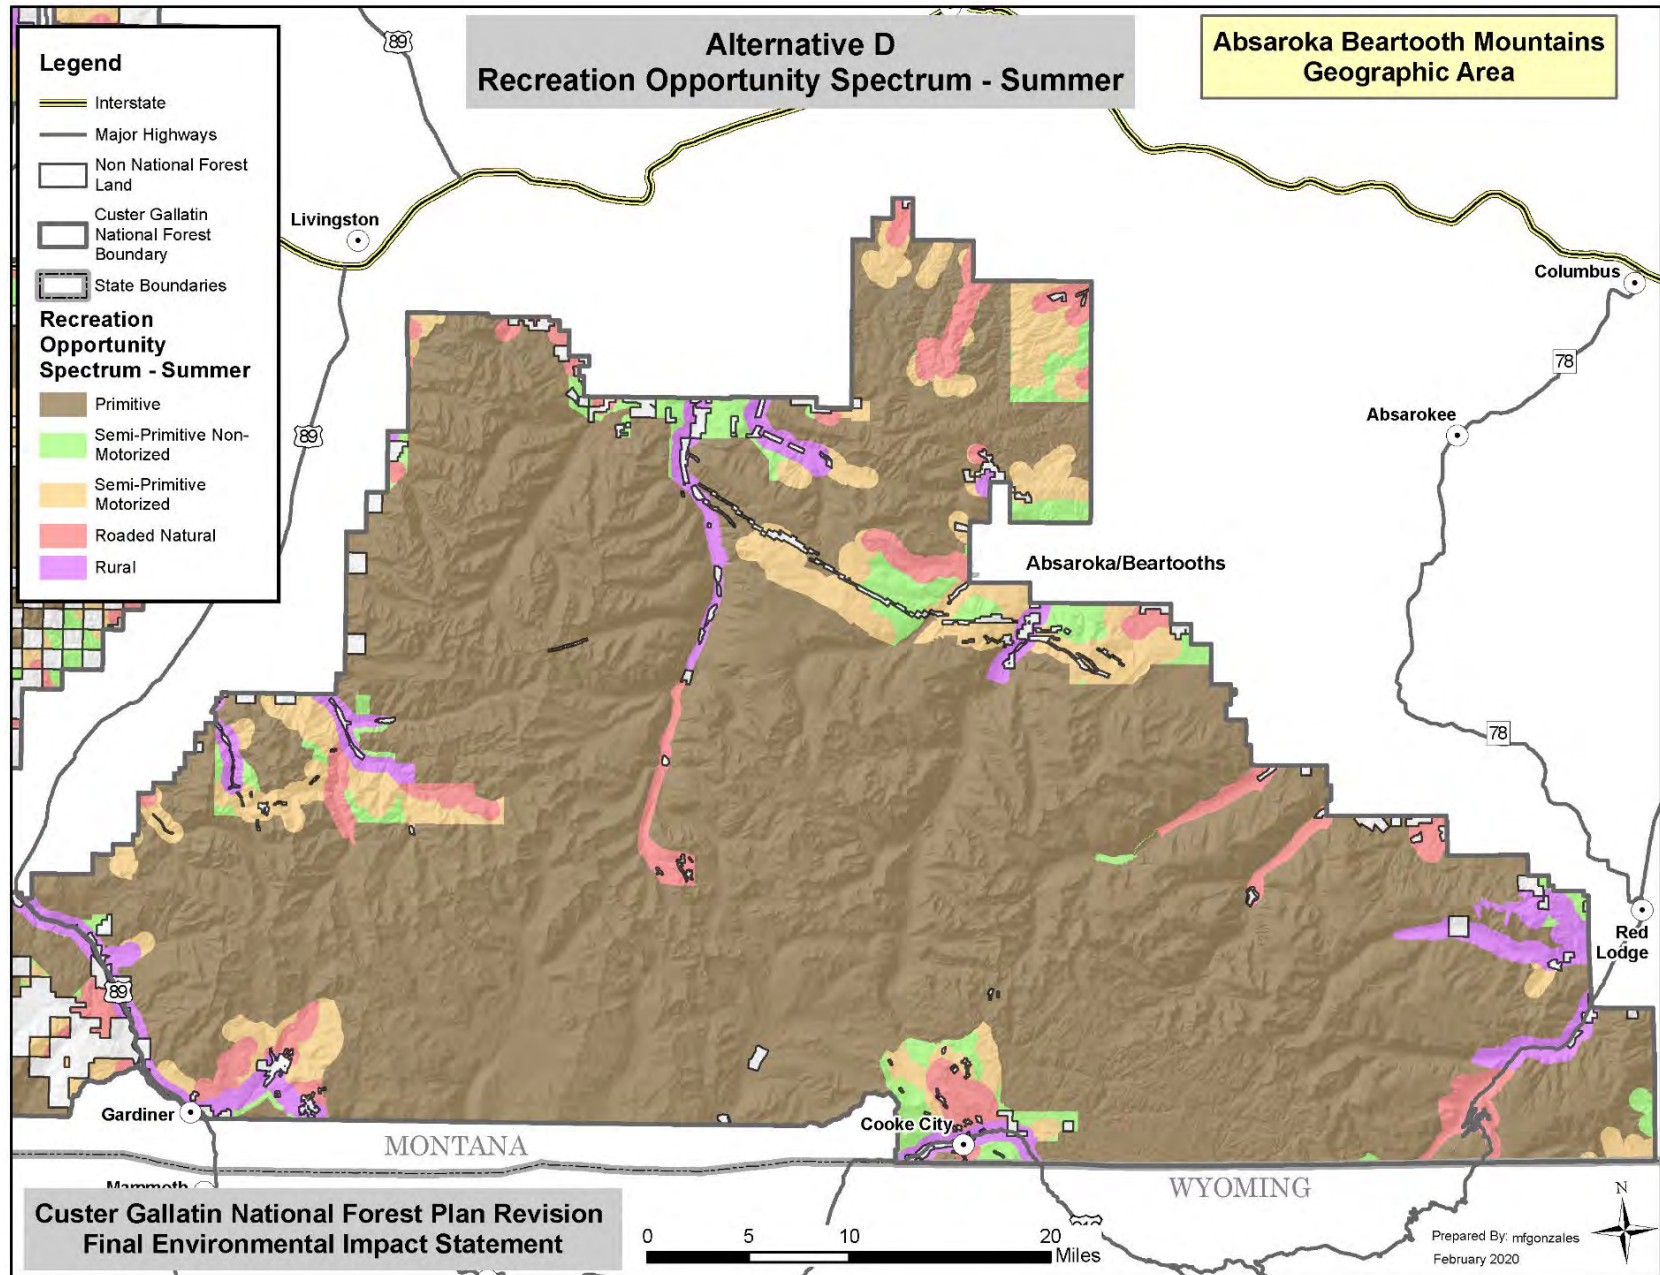 Alternative D
Recreation Opportunity Spectrum - Summer
Absaroka Beartooth Mountains
Geographic Area
Legend
Interstate
Major Highways
Non National Forest
Land
Custer Gallatin
National Forest
Boundary
State Boundaries
Recreation
Opportunity
Spectrum - Summer
Primitive
Semi-Primitive Non-
Motorized
Semi-Primitive
Motorized
Roaded Natural
Rural
89
Livingston
Columbus
78
Absarokee
89
Absaroka/Beartooths
78
Red
Lodge
89
Gardiner
Cooke City
MONTANA
WYOMING
Mammoth
Custer Gallatin National Forest Plan Revision
Final Environmental Impact Statement
0 5 10 20
Miles
N
Prepared By: mfgonzales
February 2020